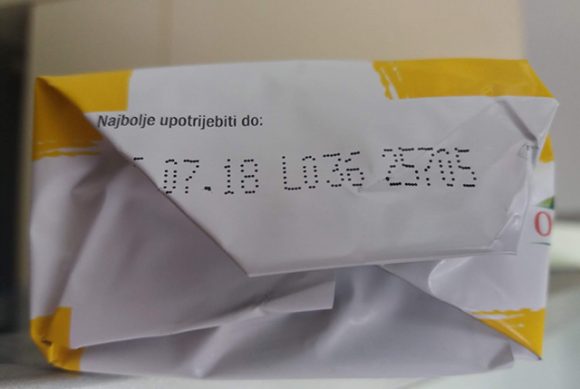 Najbolje upotrijebiti do:
07.18 L036 25705
O